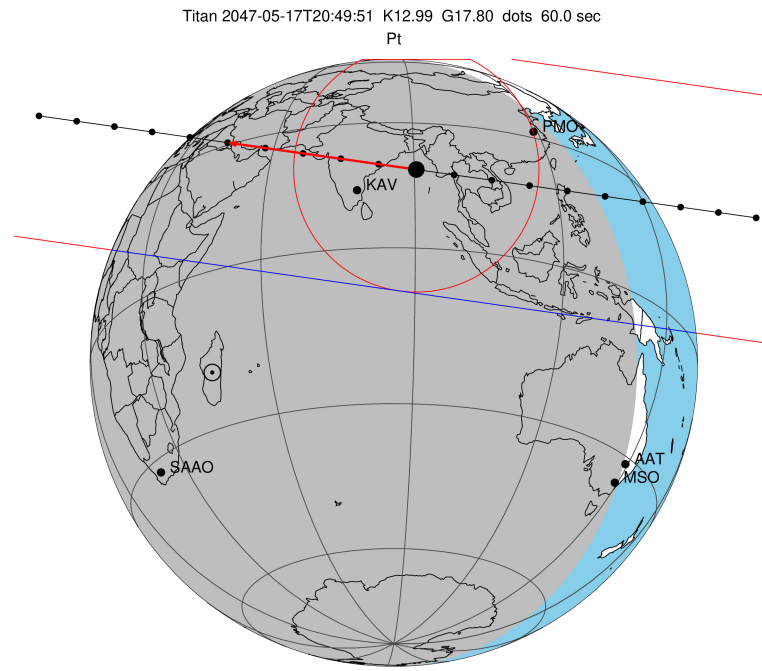 Titan 2047-05-17T20:49:51 K12.99 G17.80 dots 60.0 sec
Pt
PMO
KAV
AAT
SAAO
MSO